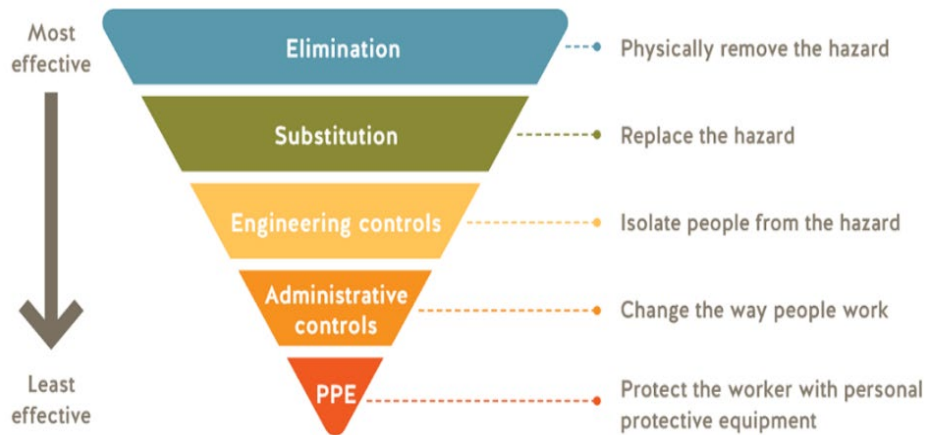 Most
effective
Elimination
Physically remove the hazard
Substitution
Replace the hazard
Engineering controls
Isolate people from the hazard
Administrative
controls
Change the way people work
Least
effective
PPE
Protect the worker with personal
protective equipment